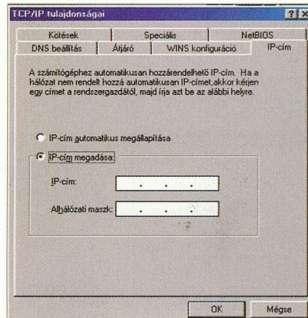 TCP/IP tulajdonságai
Kötések
Speciális
NetBIOS
DNS beállítás
Átjáró
WINS konfiguráció
IP-cím
A számítógéphez automatikusan hozzárendelhető IP-cím. Ha a
hálózat nem rendelt hozzá automatikusan IP-címet,akkor kérjen
egy címet a rendszergazdától, majd írja azt be az alábbi helyre.
IP-cím automatikus megállapítása
IP-cím megadása:
IP-cím:
Alhálózati maszk:
OK
Mégse